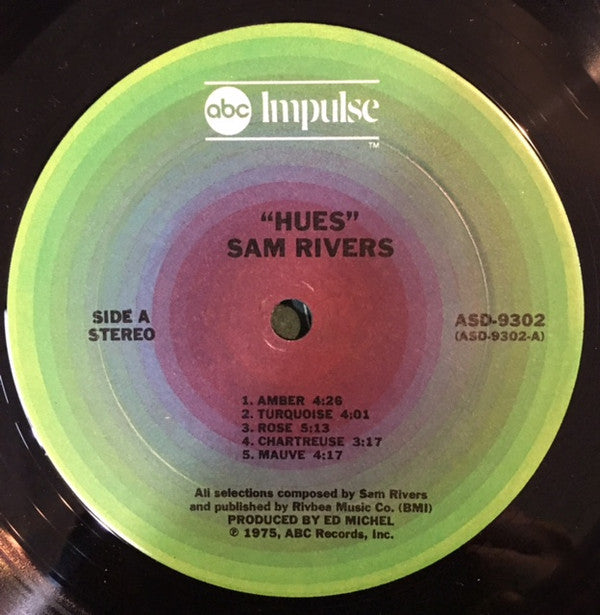 abc Impulse
TM
"HUES"
SAM RIVERS
SIDE A
STEREO
ASD-9302
(ASD-9302-A)
1. AMBER 4:26
2. TURQUOISE 4:01
3. ROSE 5:13
4. CHARTREUSE 3:17
5. MAUVE 4:17
All selections composed by Sam Rivers
and published by Rivbea Music Co. (BMI)
PRODUCED BY ED MICHEL
℗ 1975, ABC Records, Inc.